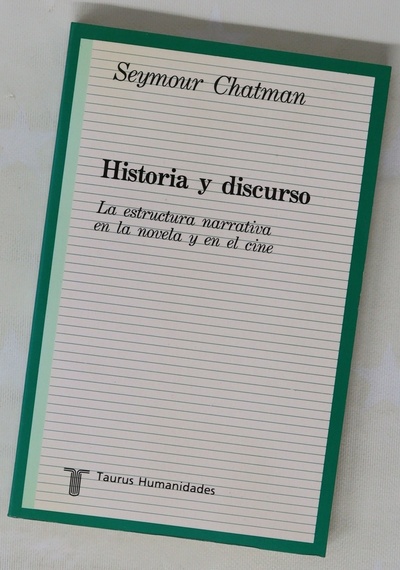 Seymour Chatman
Historia y discurso
La estructura narrativa
en la novela y en el cine
Taurus Humanidades